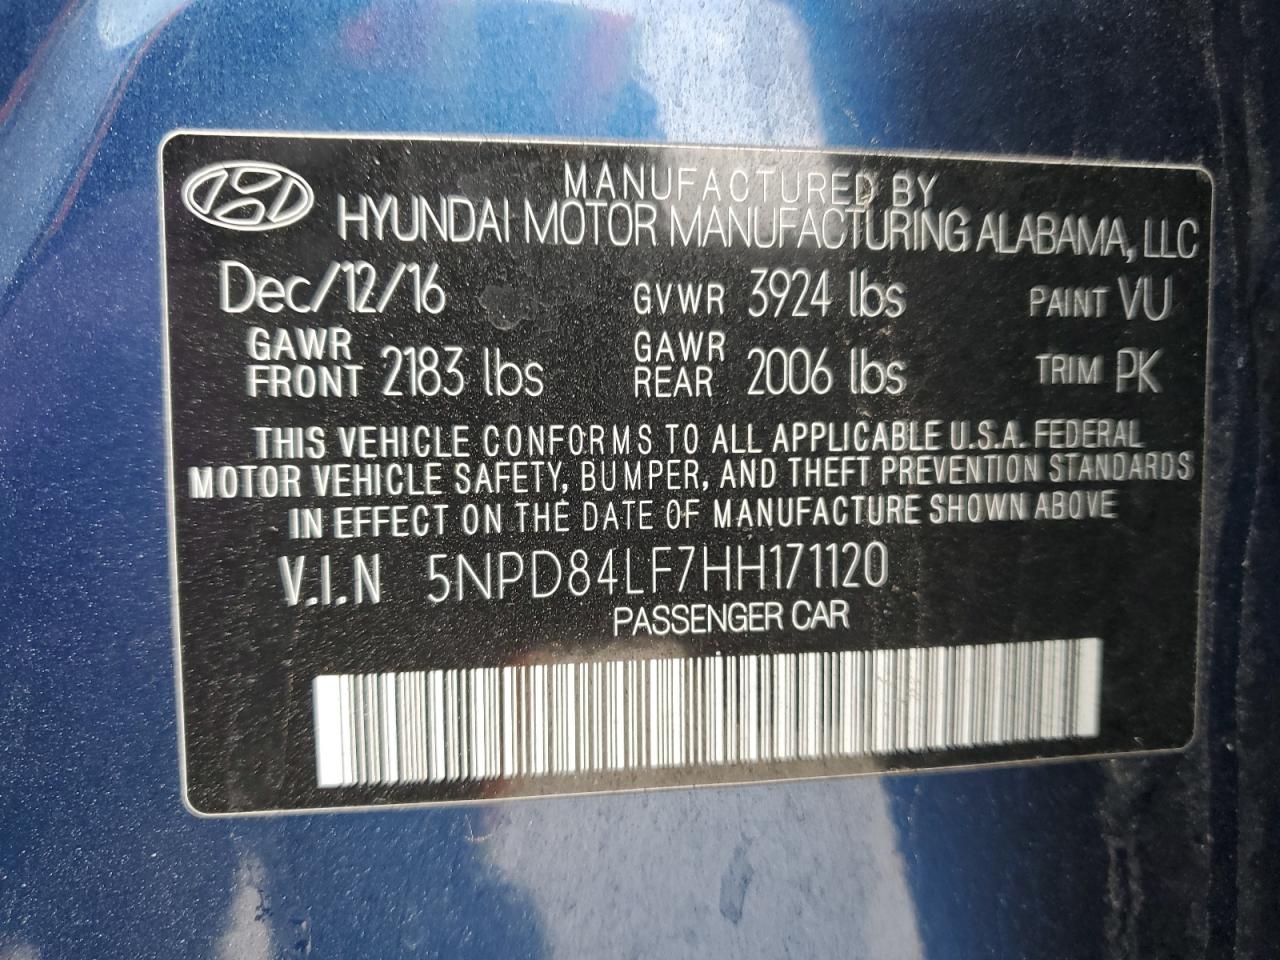 MANUFACTURED BY
HYUNDAI MOTOR MANUFACTURING ALABAMA, LLC
Dec/12/16 GVWR 3924 lbs PAINT VU
GAWR FRONT 2183 lbs GAWR REAR 2006 lbs TRIM PK
THIS VEHICLE CONFORMS TO ALL APPLICABLE U.S.A. FEDERAL
MOTOR VEHICLE SAFETY, BUMPER, AND THEFT PREVENTION STANDARDS
IN EFFECT ON THE DATE OF MANUFACTURE SHOWN ABOVE
V.I.N 5NPD84LF7HH171120
PASSENGER CAR